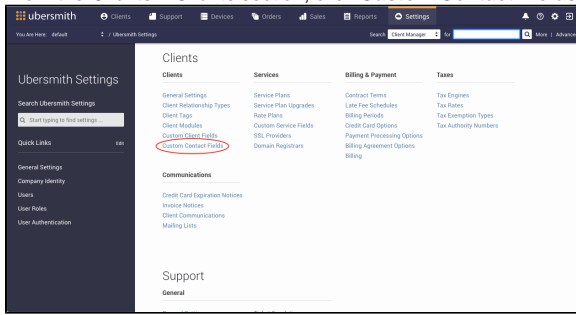 ubersmith Clients Support Devices Orders Sales Reports Settings
You Are Here: default / Ubersmith Settings Search Client Manager for More | Advance
Ubersmith Settings
Search Ubersmith Settings
Start typing to find settings ...
Quick Links edit
General Settings
Company Identity
Users
User Roles
User Authentication
Clients
Clients Services Billing & Payment Taxes
General Settings Service Plans Contract Terms Tax Engines
Client Relationship Types Service Plan Upgrades Late Fee Schedules Tax Rates
Client Tags Rate Plans Billing Periods Tax Exemption Types
Client Modules Custom Service Fields Credit Card Options Tax Authority Numbers
Custom Client Fields SSL Providers Payment Processing Options
Custom Contact Fields Domain Registrars Billing Agreement Options
Billing
Communications
Credit Card Expiration Notices
Invoice Notices
Client Communications
Mailing Lists
Support
General